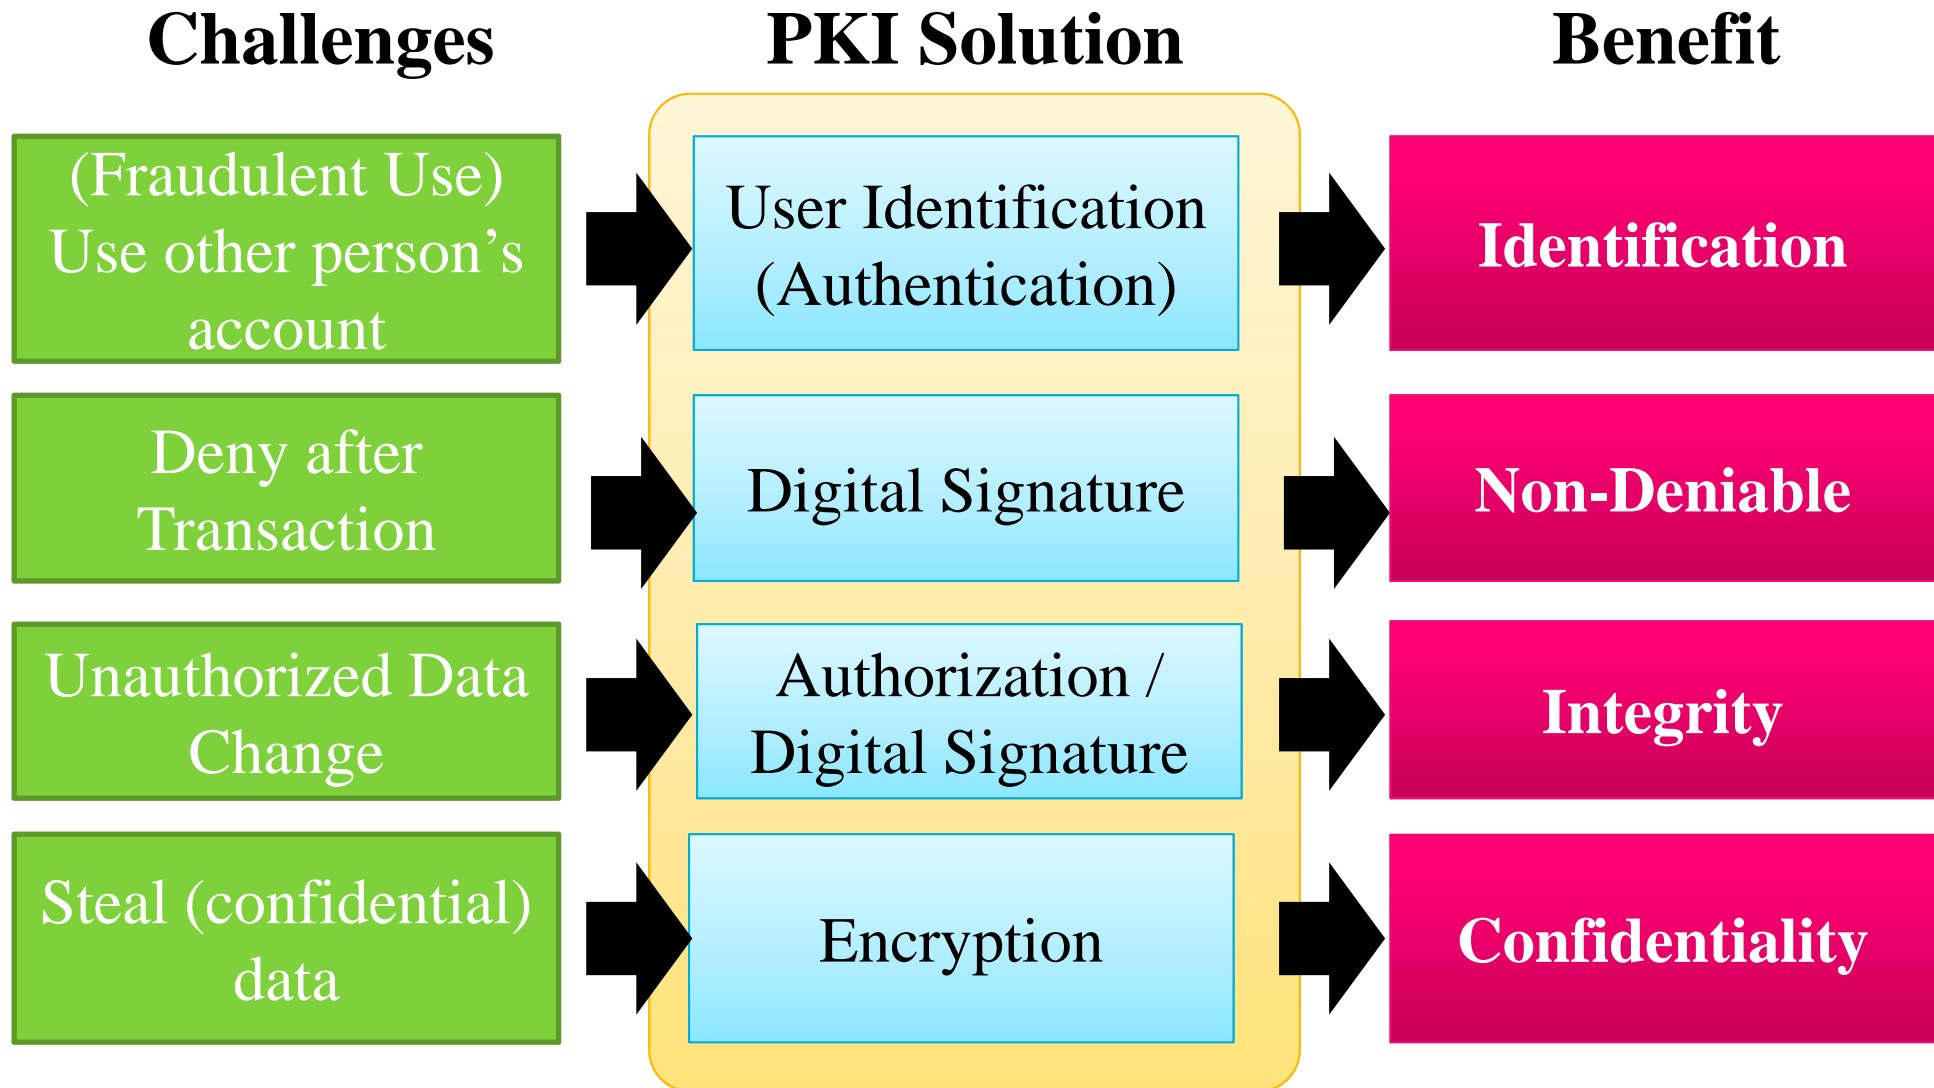 Challenges
PKI Solution
Benefit
(Fraudulent Use)
Use other person’s
account
User Identification
(Authentication)
Identification
Deny after
Transaction
Digital Signature
Non-Deniable
Unauthorized Data
Change
Authorization /
Digital Signature
Integrity
Steal (confidential)
data
Encryption
Confidentiality